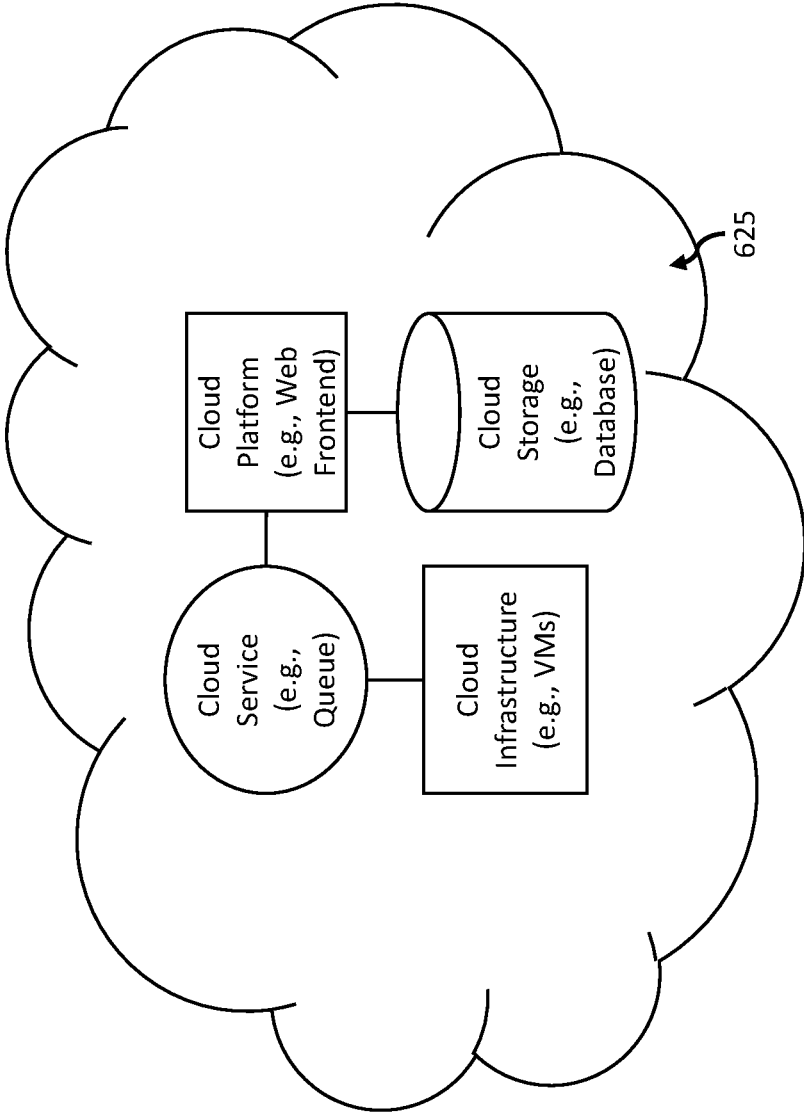 Cloud
Service
(e.g.,
Queue)
Cloud
Platform
(e.g., Web
Frontend)
Cloud
Infrastructure
(e.g., VMs)
Cloud
Storage
(e.g.,
Database)
625